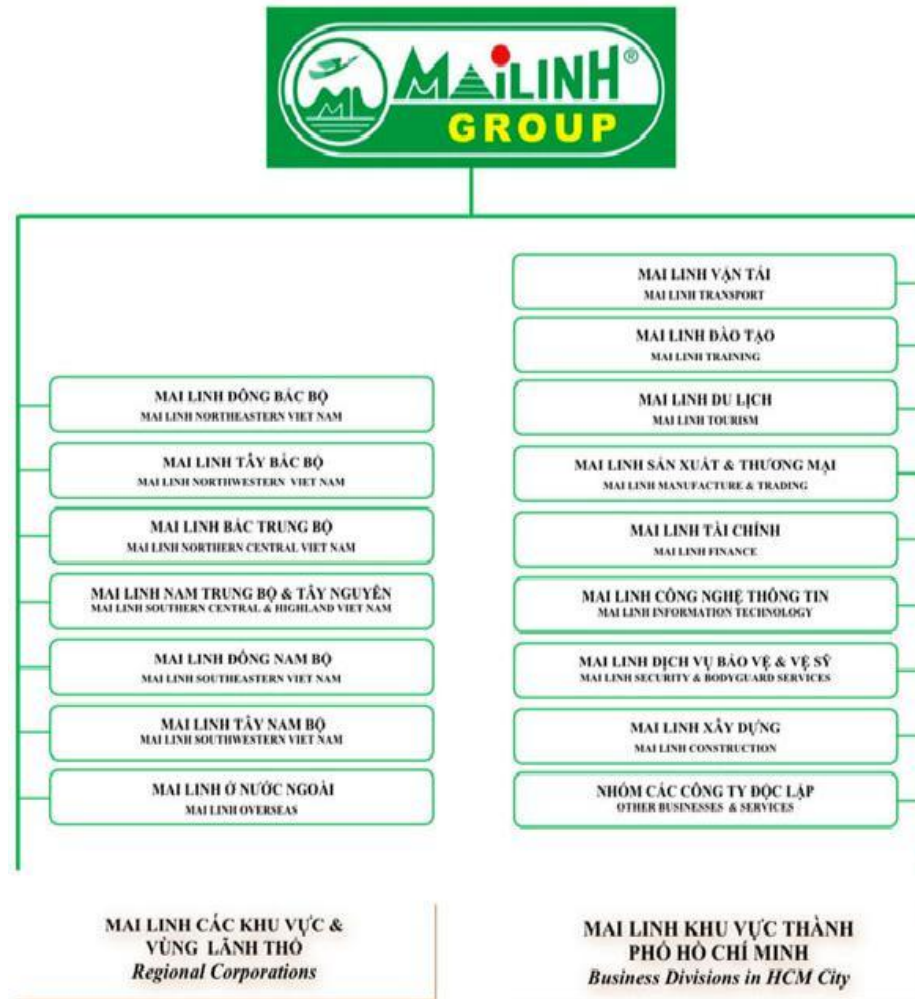 MAILINH®
GROUP
ML
MAI LINH ĐÔNG BẮC BỘ
MAI LINH NORTHEASTERN VIET NAM
MAI LINH TÂY BẮC BỘ
MAI LINH NORTHWESTERN VIET NAM
MAI LINH BẮC TRUNG BỘ
MAI LINH NORTHERN CENTRAL VIET NAM
MAI LINH NAM TRUNG BỘ & TÂY NGUYÊN
MAI LINH SOUTHERN CENTRAL & HIGHLAND VIET NAM
MAI LINH ĐÔNG NAM BỘ
MAI LINH SOUTHEASTERN VIET NAM
MAI LINH TÂY NAM BỘ
MAI LINH SOUTHWESTERN VIET NAM
MAI LINH Ở NƯỚC NGOÀI
MAI LINH OVERSEAS
MAI LINH CÁC KHU VỰC &
VÙNG LÃNH THỔ
Regional Corporations
MAI LINH VẬN TẢI
MAI LINH TRANSPORT
MAI LINH ĐÀO TẠO
MAI LINH TRAINING
MAI LINH DU LỊCH
MAI LINH TOURISM
MAI LINH SẢN XUẤT & THƯƠNG MẠI
MAI LINH MANUFACTURE & TRADING
MAI LINH TÀI CHÍNH
MAI LINH FINANCE
MAI LINH CÔNG NGHỆ THÔNG TIN
MAI LINH INFORMATION TECHNOLOGY
MAI LINH DỊCH VỤ BẢO VỆ & VỆ SỸ
MAI LINH SECURITY & BODYGUARD SERVICES
MAI LINH XÂY DỰNG
MAI LINH CONSTRUCTION
NHÓM CÁC CÔNG TY ĐỘC LẬP
OTHER BUSINESSES & SERVICES
MAI LINH KHU VỰC THÀNH
PHỐ HỒ CHÍ MINH
Business Divisions in HCM City